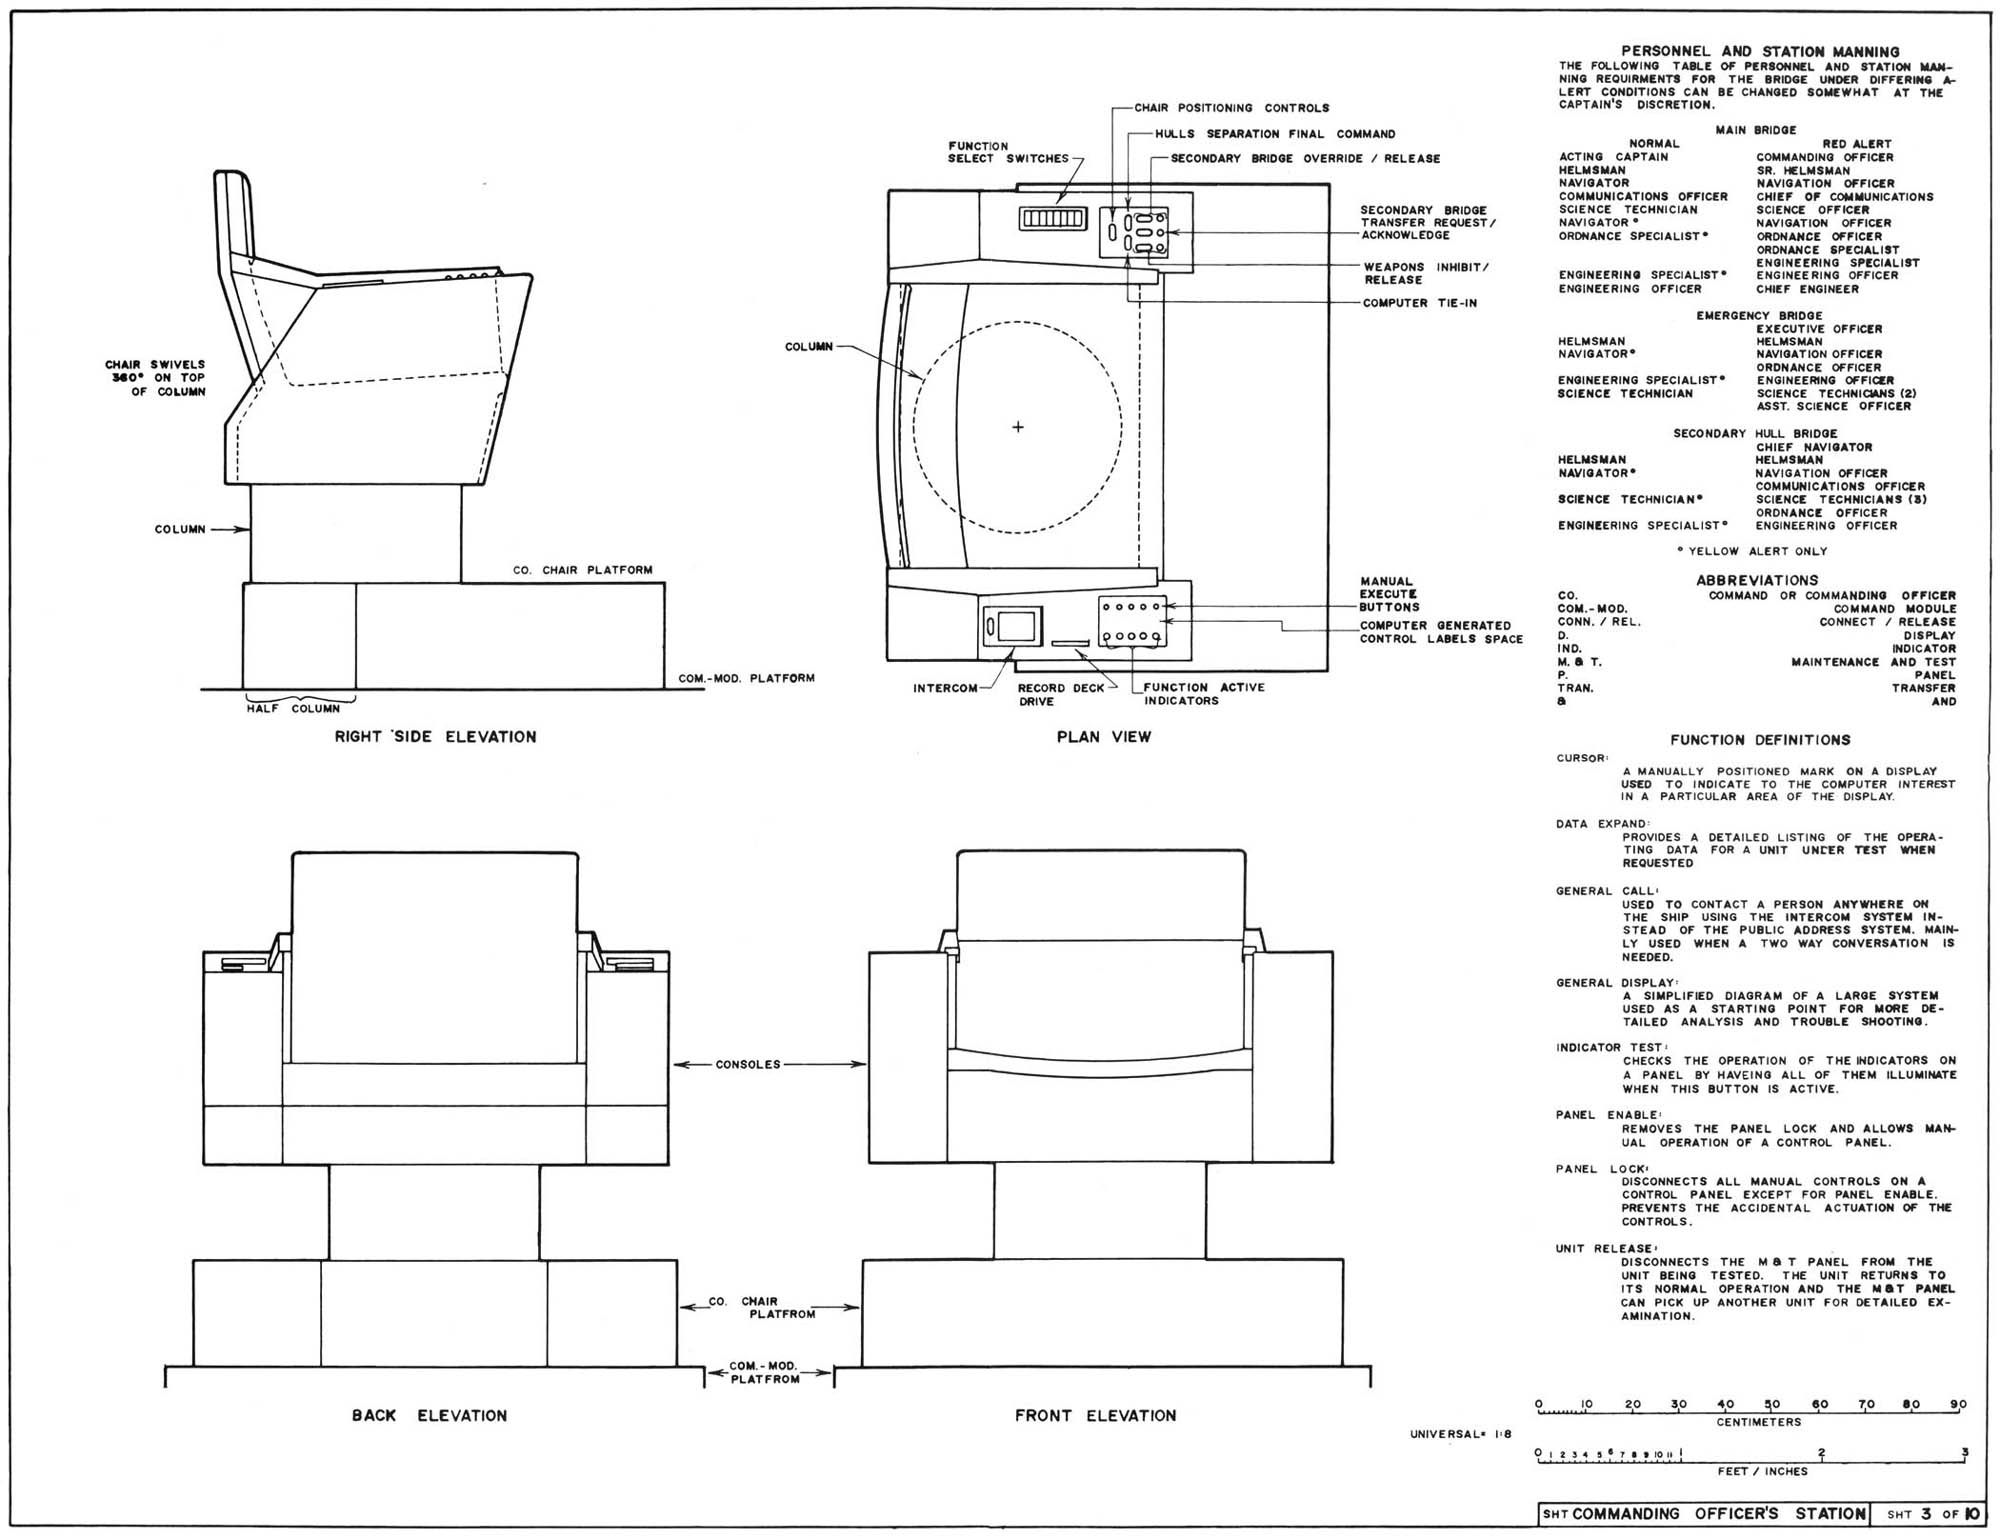 CHAIR SWIVELS
360° ON TOP
OF COLUMN
COLUMN
CO. CHAIR PLATFORM
COM.-MOD. PLATFORM
HALF COLUMN
RIGHT SIDE ELEVATION
CHAIR POSITIONING CONTROLS
HULLS SEPARATION FINAL COMMAND
FUNCTION
SELECT SWITCHES
SECONDARY BRIDGE OVERRIDE / RELEASE
SECONDARY BRIDGE
TRANSFER REQUEST/
ACKNOWLEDGE
WEAPONS INHIBIT/
RELEASE
COMPUTER TIE-IN
COLUMN
MANUAL
EXECUTE
BUTTONS
COMPUTER GENERATED
CONTROL LABELS SPACE
INTERCOM
RECORD DECK
DRIVE
FUNCTION ACTIVE
INDICATORS
PLAN VIEW
CONSOLES
CO. CHAIR
PLATFROM
COM.-MOD.
PLATFROM
BACK ELEVATION
FRONT ELEVATION
PERSONNEL AND STATION MANNING
THE FOLLOWING TABLE OF PERSONNEL AND STATION MAN-
NING REQUIRMENTS FOR THE BRIDGE UNDER DIFFERING A-
LERT CONDITIONS CAN BE CHANGED SOMEWHAT AT THE
CAPTAIN'S DISCRETION.
MAIN BRIDGE
NORMAL RED ALERT
ACTING CAPTAIN COMMANDING OFFICER
HELMSMAN SR. HELMSMAN
NAVIGATOR NAVIGATION OFFICER
COMMUNICATIONS OFFICER CHIEF OF COMMUNICATIONS
SCIENCE TECHNICIAN SCIENCE OFFICER
NAVIGATOR* NAVIGATION OFFICER
ORDNANCE SPECIALIST* ORDNANCE OFFICER
ORDNANCE SPECIALIST
ENGINEERING SPECIALIST
ENGINEERING SPECIALIST* ENGINEERING OFFICER
ENGINEERING OFFICER CHIEF ENGINEER
EMERGENCY BRIDGE
EXECUTIVE OFFICER
HELMSMAN HELMSMAN
NAVIGATOR* NAVIGATION OFFICER
ORDNANCE OFFICER
ENGINEERING SPECIALIST* ENGINEERING OFFICER
SCIENCE TECHNICIAN SCIENCE TECHNICIANS (2)
ASST. SCIENCE OFFICER
SECONDARY HULL BRIDGE
CHIEF NAVIGATOR
HELMSMAN HELMSMAN
NAVIGATOR* NAVIGATION OFFICER
COMMUNICATIONS OFFICER
SCIENCE TECHNICIAN* SCIENCE TECHNICIANS (3)
ORDNANCE OFFICER
ENGINEERING SPECIALIST* ENGINEERING OFFICER
* YELLOW ALERT ONLY
ABBREVIATIONS
CO. COMMAND OR COMMANDING OFFICER
COM.-MOD. COMMAND MODULE
CONN. / REL. CONNECT / RELEASE
D. DISPLAY
IND. INDICATOR
M. & T. MAINTENANCE AND TEST
P. PANEL
TRAN. TRANSFER
& AND
FUNCTION DEFINITIONS
CURSOR:
A MANUALLY POSITIONED MARK ON A DISPLAY
USED TO INDICATE TO THE COMPUTER INTEREST
IN A PARTICULAR AREA OF THE DISPLAY.
DATA EXPAND:
PROVIDES A DETAILED LISTING OF THE OPERA-
TING DATA FOR A UNIT UNDER TEST WHEN
REQUESTED
GENERAL CALL:
USED TO CONTACT A PERSON ANYWHERE ON
THE SHIP USING THE INTERCOM SYSTEM IN-
STEAD OF THE PUBLIC ADDRESS SYSTEM. MAIN-
LY USED WHEN A TWO WAY CONVERSATION IS
NEEDED.
GENERAL DISPLAY:
A SIMPLIFIED DIAGRAM OF A LARGE SYSTEM
USED AS A STARTING POINT FOR MORE DE-
TAILED ANALYSIS AND TROUBLE SHOOTING.
INDICATOR TEST:
CHECKS THE OPERATION OF THE INDICATORS ON
A PANEL BY HAVEING ALL OF THEM ILLUMINATE
WHEN THIS BUTTON IS ACTIVE.
PANEL ENABLE:
REMOVES THE PANEL LOCK AND ALLOWS MAN-
UAL OPERATION OF A CONTROL PANEL.
PANEL LOCK:
DISCONNECTS ALL MANUAL CONTROLS ON A
CONTROL PANEL EXCEPT FOR PANEL ENABLE.
PREVENTS THE ACCIDENTAL ACTUATION OF THE
CONTROLS.
UNIT RELEASE:
DISCONNECTS THE M & T PANEL FROM THE
UNIT BEING TESTED. THE UNIT RETURNS TO
ITS NORMAL OPERATION AND THE M & T PANEL
CAN PICK UP ANOTHER UNIT FOR DETAILED EX-
AMINATION.
0 10 20 30 40 50 60 70 80 90
CENTIMETERS
UNIVERSAL= 1:8
0 1 2 3 4 5 6 7 8 9 10 11 1 2 3
FEET / INCHES
SHT COMMANDING OFFICER'S STATION SHT 3 OF 10